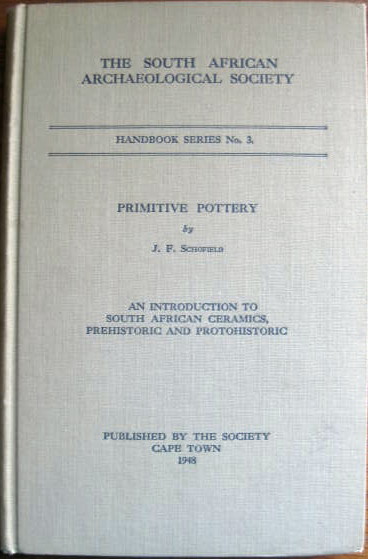 THE SOUTH AFRICAN
ARCHAEOLOGICAL SOCIETY
HANDBOOK SERIES No. 3.
PRIMITIVE POTTERY
by
J. F. SCHOFIELD
AN INTRODUCTION TO
SOUTH AFRICAN CERAMICS,
PREHISTORIC AND PROTOHISTORIC
PUBLISHED BY THE SOCIETY
CAPE TOWN
1948